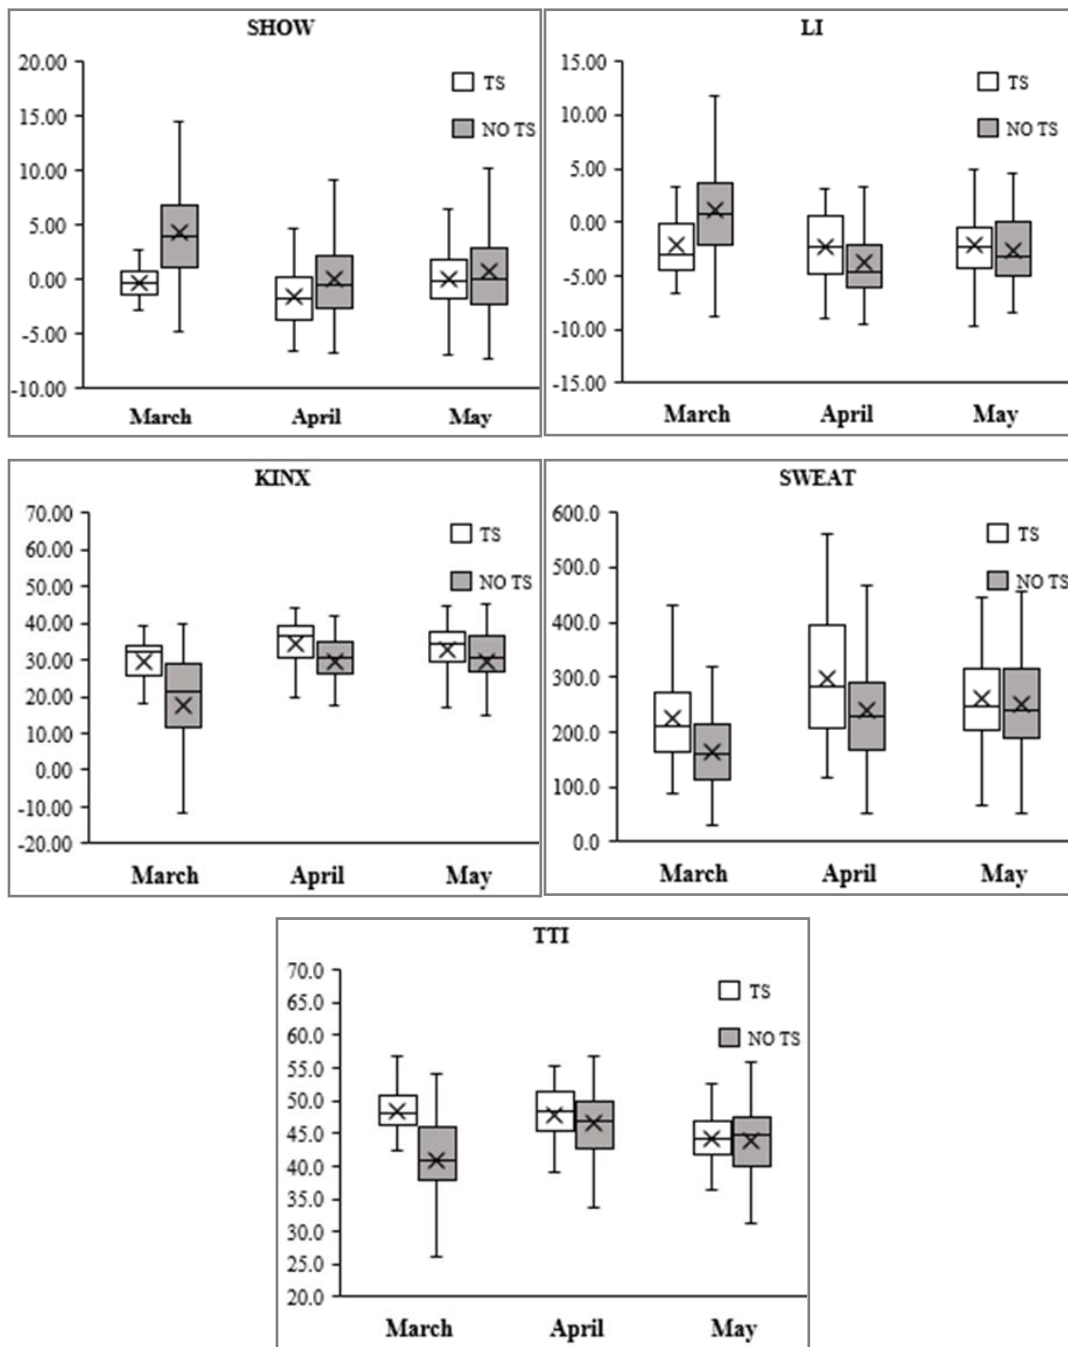 SHOW
20.00
15.00
10.00
5.00
0.00
-5.00
-10.00
TS
NO TS
March April May
LI
15.00
10.00
5.00
0.00
-5.00
-10.00
-15.00
TS
NO TS
March April May
KINX
70.00
60.00
50.00
40.00
30.00
20.00
10.00
0.00
-10.00
-20.00
TS
NO TS
March April May
SWEAT
600.0
500.0
400.0
300.0
200.0
100.0
0.0
TS
NO TS
March April May
TTI
70.0
65.0
60.0
55.0
50.0
45.0
40.0
35.0
30.0
25.0
20.0
TS
NO TS
March April May